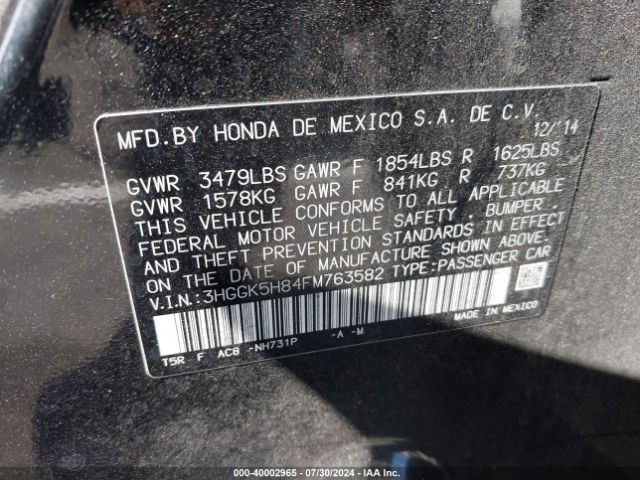 MFD.BY HONDA DE MEXICO S.A. DE C.V.
12/'14
GVWR 3479LBS GAWR F 1854LBS R 1625LBS
GVWR 1578KG GAWR F 841KG R 737KG
THIS VEHICLE CONFORMS TO ALL APPLICABLE
FEDERAL MOTOR VEHICLE SAFETY, BUMPER,
AND THEFT PREVENTION STANDARDS IN EFFECT
ON THE DATE OF MANUFACTURE SHOWN ABOVE.
V.I.N.:3HGGK5H84FM763582 TYPE:PASSENGER CAR
T5R F AC8 -NH731P -A -M
MADE IN MEXICO
000-40002965 | 07/30/2024 | IAA Inc.